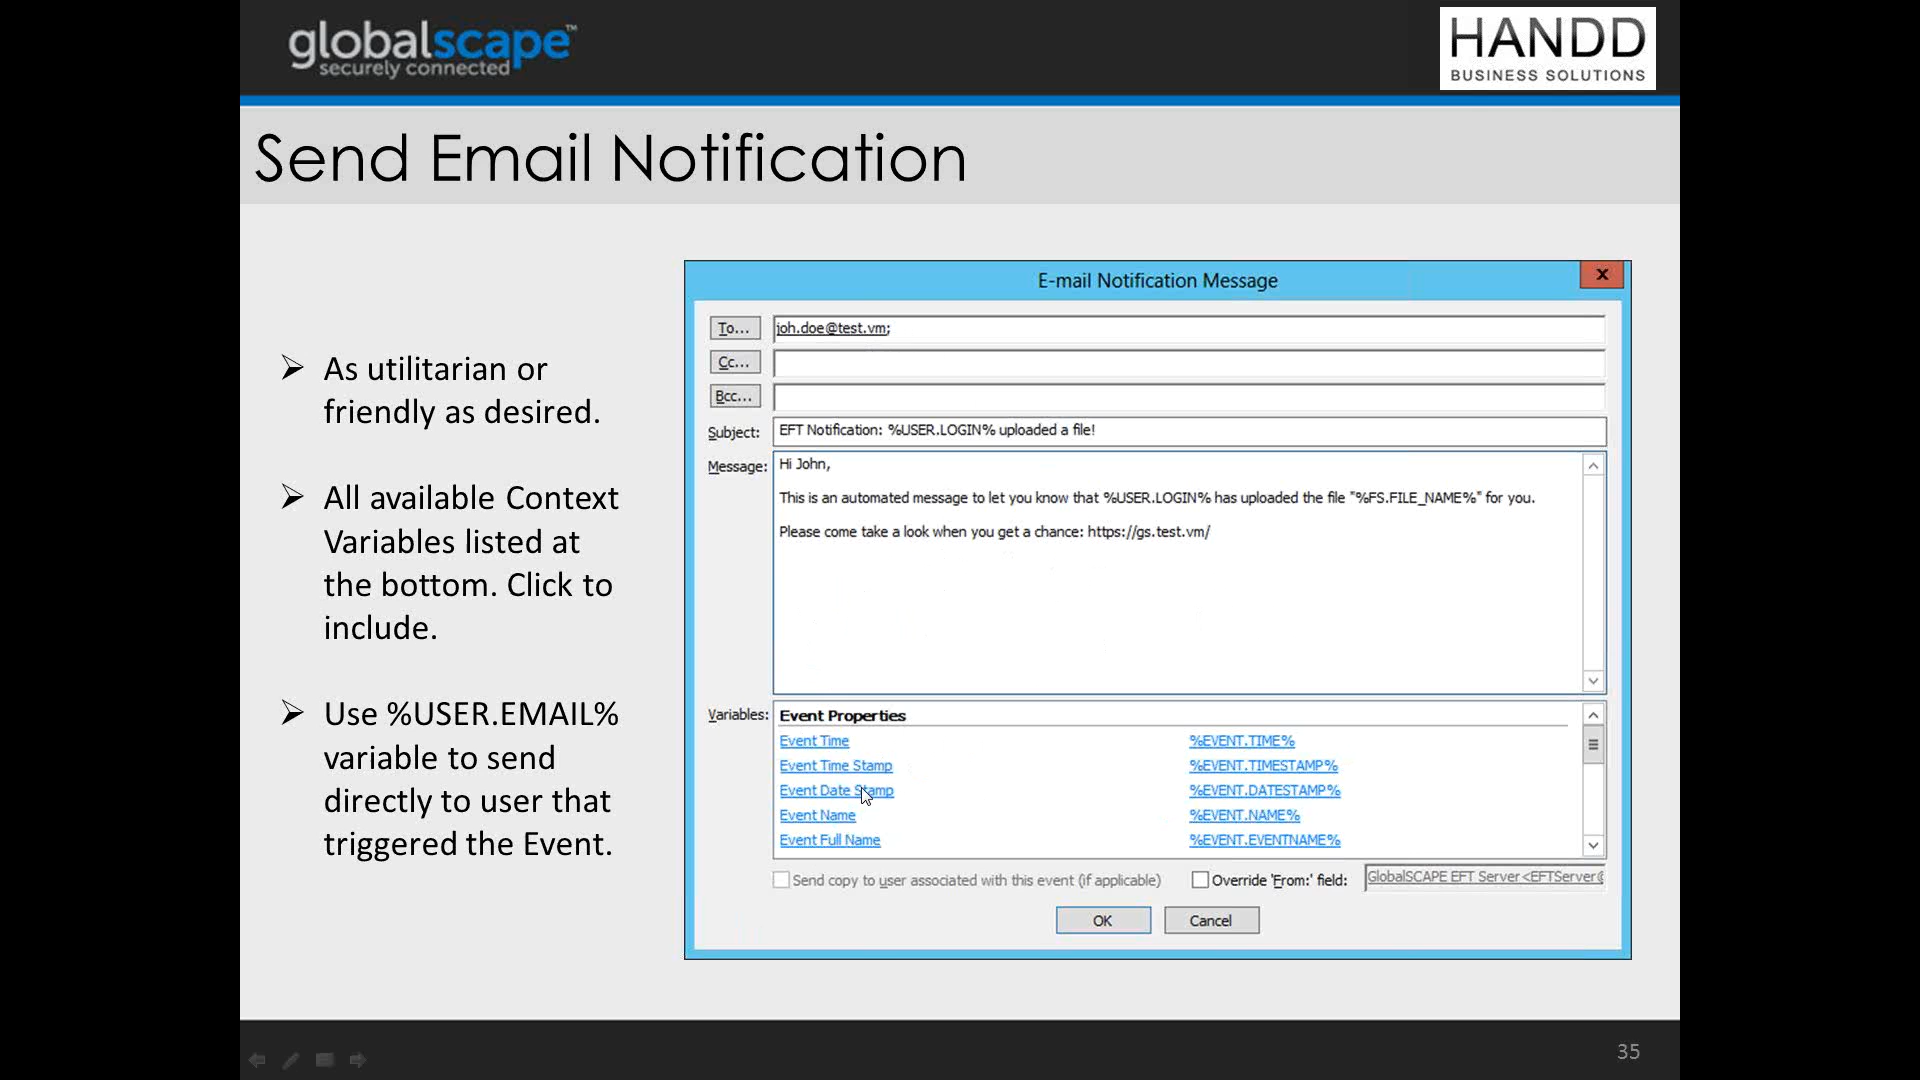 globalscape™
securely connected
HANDD
BUSINESS SOLUTIONS
Send Email Notification
➢ As utilitarian or
friendly as desired.
➢ All available Context
Variables listed at
the bottom. Click to
include.
➢ Use %USER.EMAIL%
variable to send
directly to user that
triggered the Event.
E-mail Notification Message
x
To... joh.doe@test.vm;
Cc...
Bcc...
Subject: EFT Notification: %USER.LOGIN% uploaded a file!
Message: Hi John,
This is an automated message to let you know that %USER.LOGIN% has uploaded the file "%FS.FILE_NAME%" for you.
Please come take a look when you get a chance: https://gs.test.vm/
Variables: Event Properties
Event Time %EVENT.TIME%
Event Time Stamp %EVENT.TIMESTAMP%
Event Date Stamp %EVENT.DATESTAMP%
Event Name %EVENT.NAME%
Event Full Name %EVENT.EVENTNAME%
Send copy to user associated with this event (if applicable) Override 'From:' field: GlobalSCAPE EFT Server<EFTServer@
OK Cancel
35